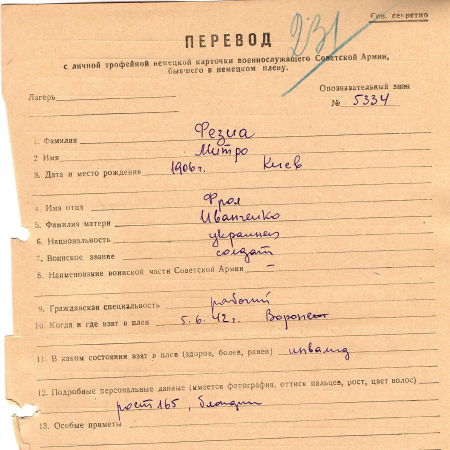 Сов. секретно
231
ПЕРЕВОД
с личной трофейной немецкой карточки военнослужащего Советской Армии,
бывшего в немецком плену.
Лагерь
Опознавательный знак
№ 5334
1. Фамилия Фезиа
2 Имя Митро
3. Дата и место рождения 1906 г. Киев
4. Имя отца Фрол
5. Фамилия матери Иванченко
6. Национальность украинец
7. Воинское звание солдат
8. Наименование воинской части Советской Армии —
9. Гражданская специальность рабочий
10. Когда и где взят в плен 5.6.42 г. Воронеж
11. В каком состоянии взят в плен (здоров, болен, ранен) инвалид
12. Подробные персональные данные (имеется фотография, оттиск пальцев, рост, цвет волос)
рост 165, блондин
13. Особые приметы